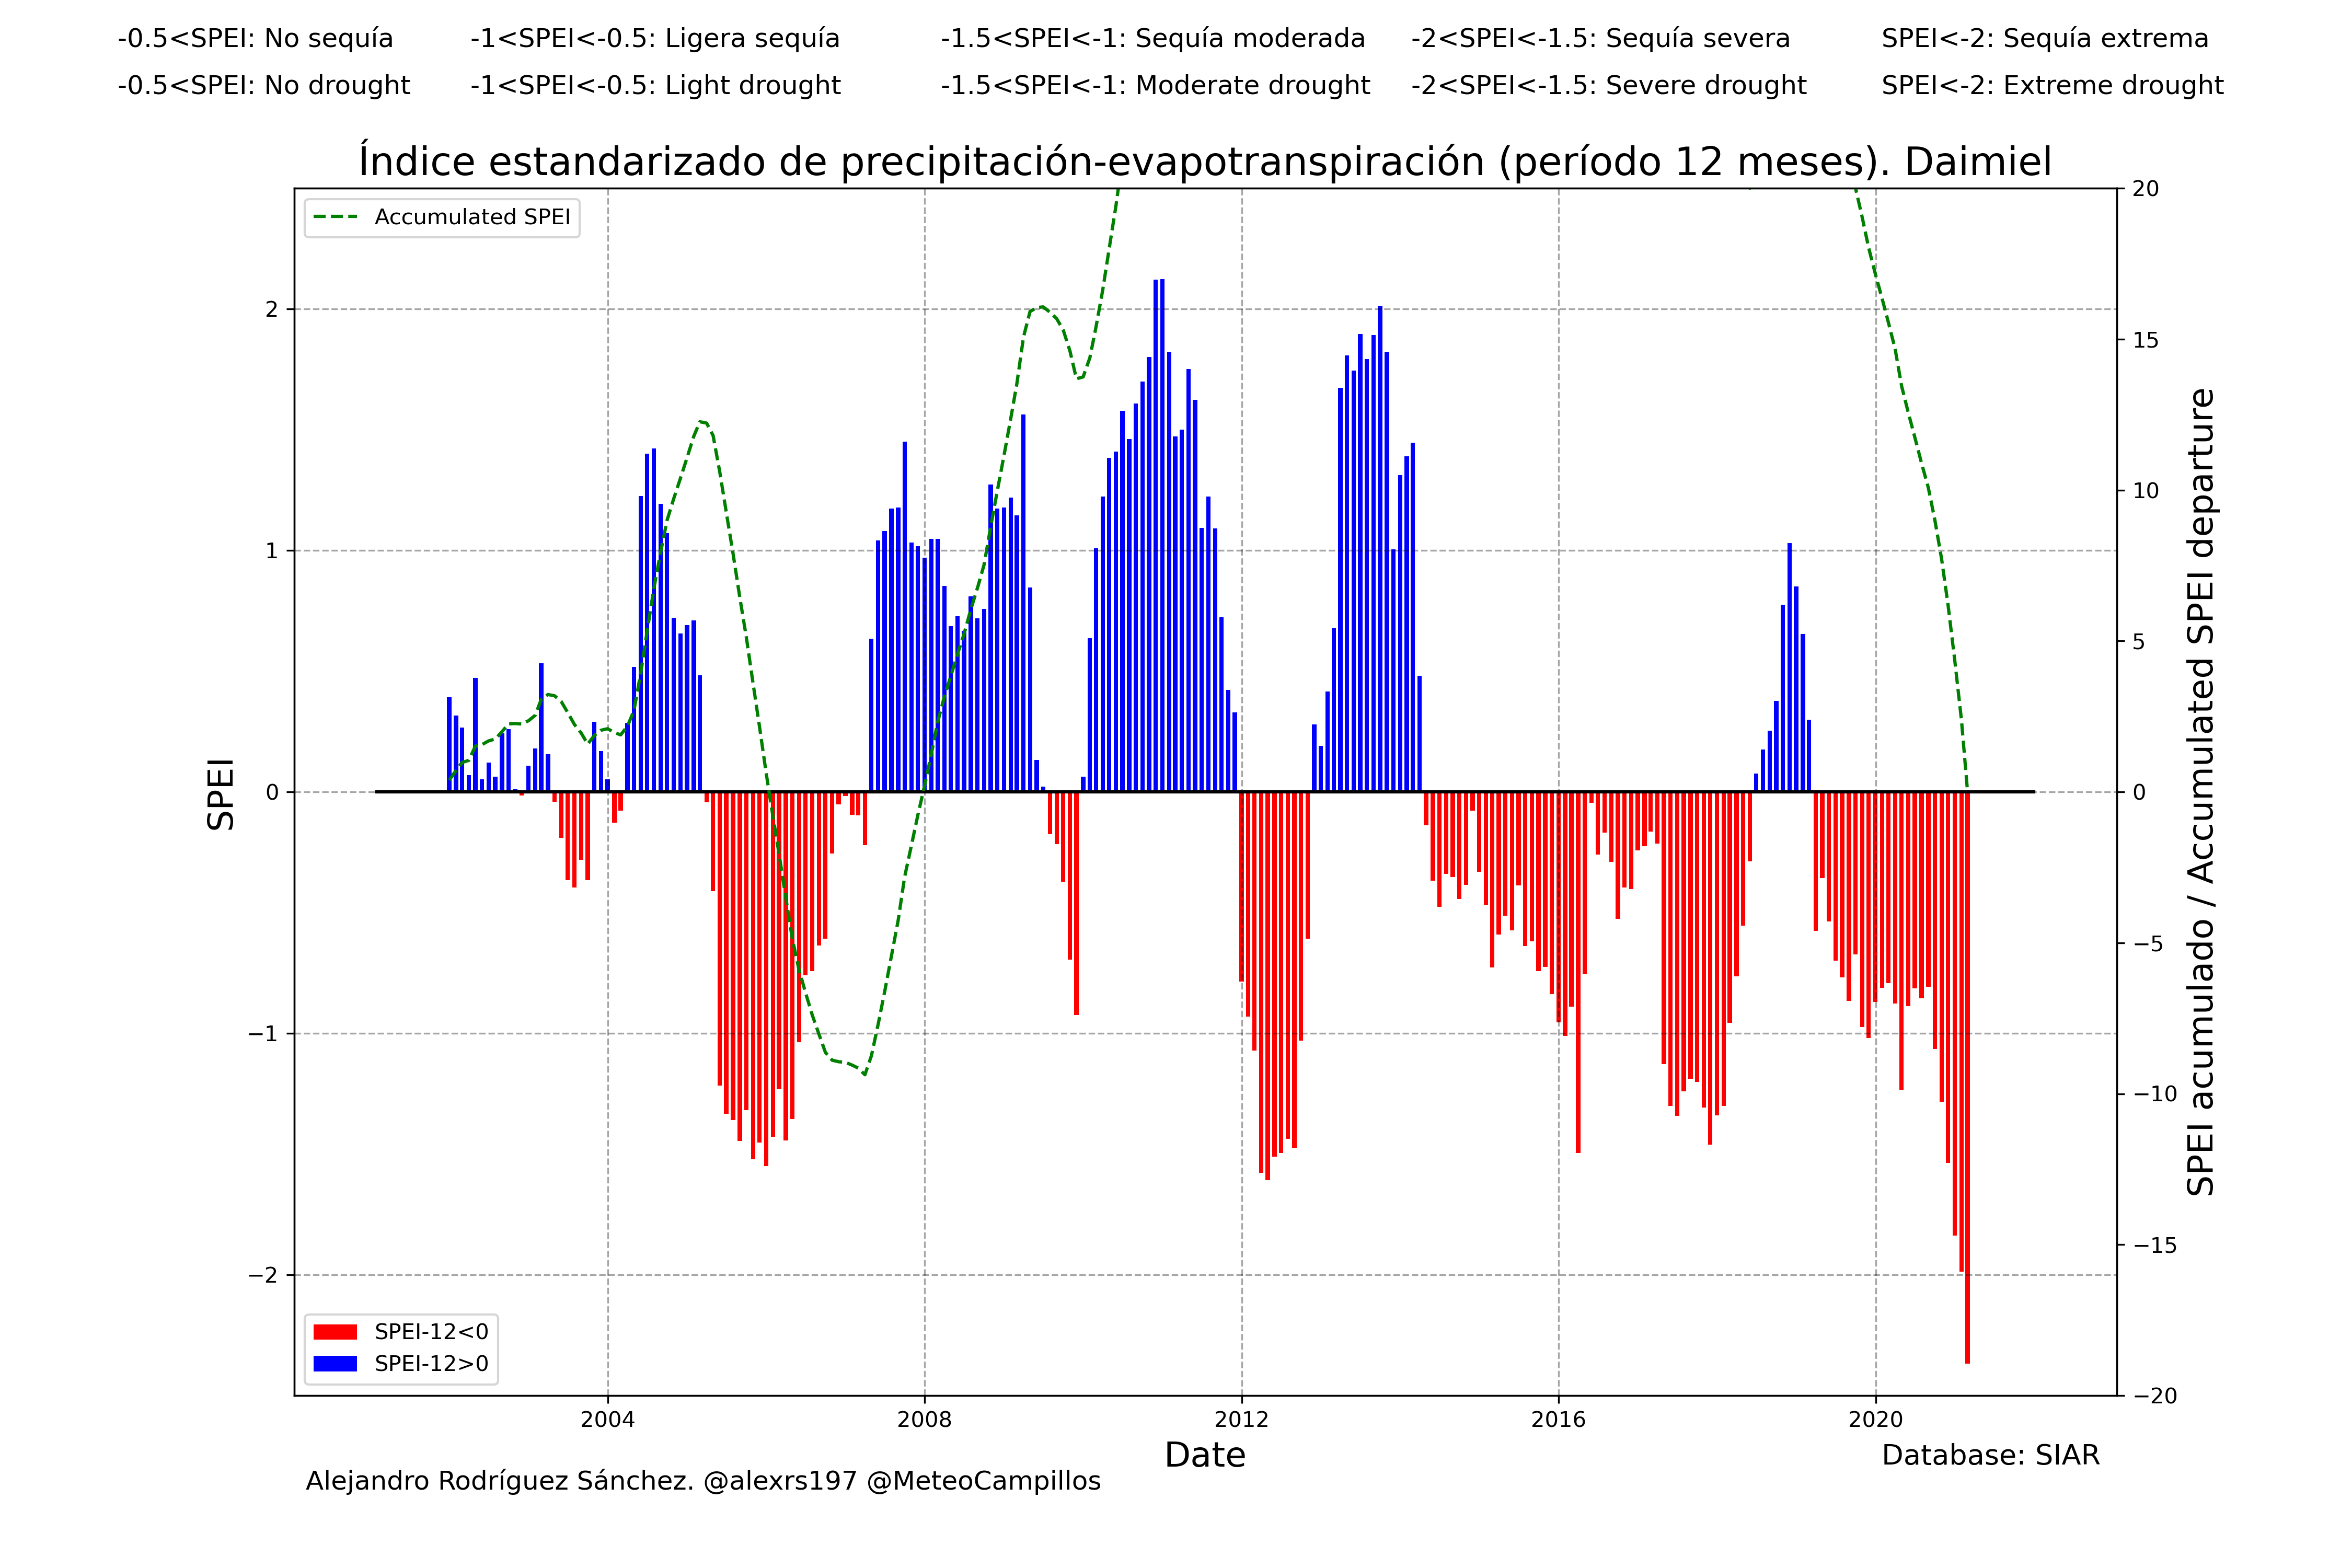 -0.5<SPEI: No sequía -1<SPEI<-0.5: Ligera sequía -1.5<SPEI<-1: Sequía moderada -2<SPEI<-1.5: Sequía severa SPEI<-2: Sequía extrema
-0.5<SPEI: No drought -1<SPEI<-0.5: Light drought -1.5<SPEI<-1: Moderate drought -2<SPEI<-1.5: Severe drought SPEI<-2: Extreme drought
Índice estandarizado de precipitación-evapotranspiración (período 12 meses). Daimiel
Accumulated SPEI
2
1
0
−1
−2
SPEI
20
15
10
5
0
−5
−10
−15
−20
SPEI acumulado / Accumulated SPEI departure
SPEI-12<0
SPEI-12>0
2004 2008 2012 2016 2020
Date
Database: SIAR
Alejandro Rodríguez Sánchez. @alexrs197 @MeteoCampillos